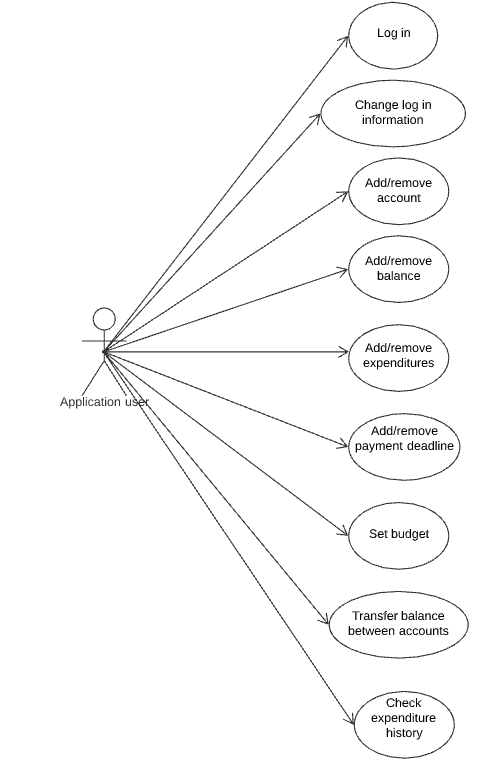 Log in
Change log in
information
Add/remove
account
Add/remove
balance
Add/remove
expenditures
Application user
Add/remove
payment deadline
Set budget
Transfer balance
between accounts
Check
expenditure
history